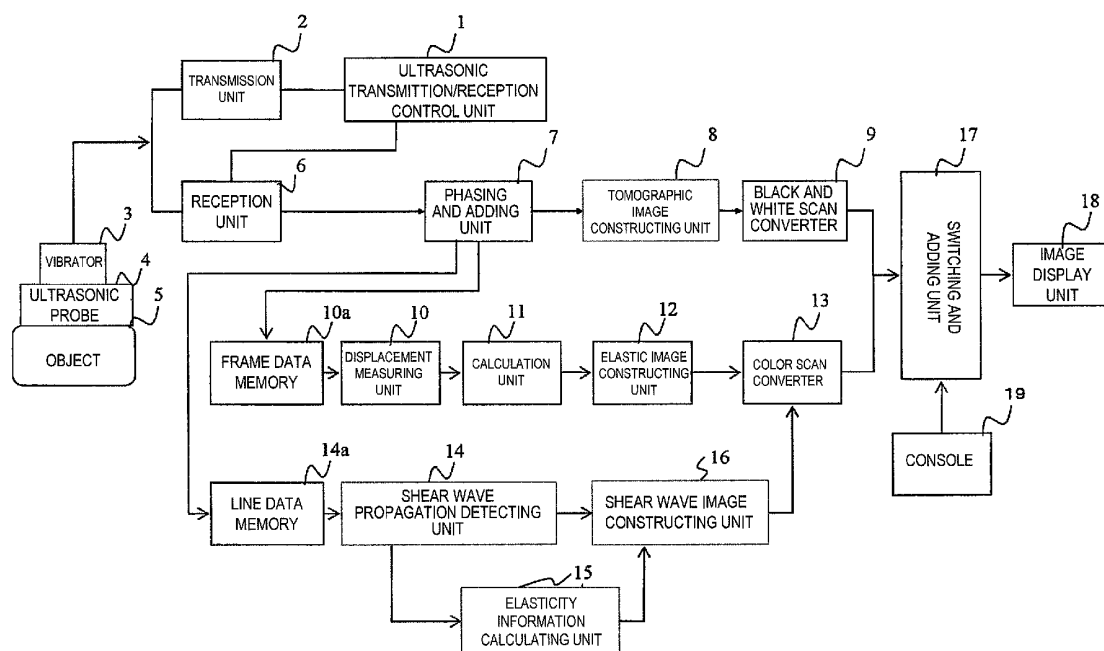 2
TRANSMISSION
UNIT
1
ULTRASONIC
TRANSMITTION/RECEPTION
CONTROL UNIT
6
RECEPTION
UNIT
7
PHASING
AND ADDING
UNIT
8
TOMOGRAPHIC
IMAGE
CONSTRUCTING UNIT
9
BLACK AND
WHITE SCAN
CONVERTER
17
SWITCHING AND
ADDING UNIT
18
IMAGE
DISPLAY
UNIT
3
VIBRATOR
4
ULTRASONIC
PROBE
5
OBJECT
10a
FRAME DATA
MEMORY
10
DISPLACEMENT
MEASURING
UNIT
11
CALCULATION
UNIT
12
ELASTIC IMAGE
CONSTRUCTING
UNIT
13
COLOR SCAN
CONVERTER
19
CONSOLE
14a
LINE DATA
MEMORY
14
SHEAR WAVE
PROPAGATION DETECTING
UNIT
16
SHEAR WAVE IMAGE
CONSTRUCTING UNIT
15
ELASTICITY
INFORMATION
CALCULATING UNIT